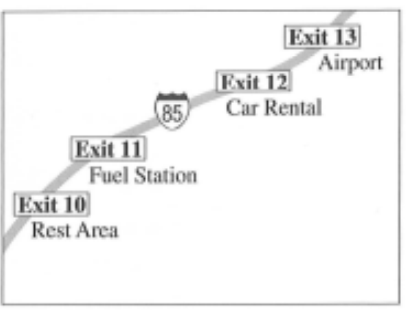 Exit 13
Airport
Exit 12
Car Rental
85
Exit 11
Fuel Station
Exit 10
Rest Area